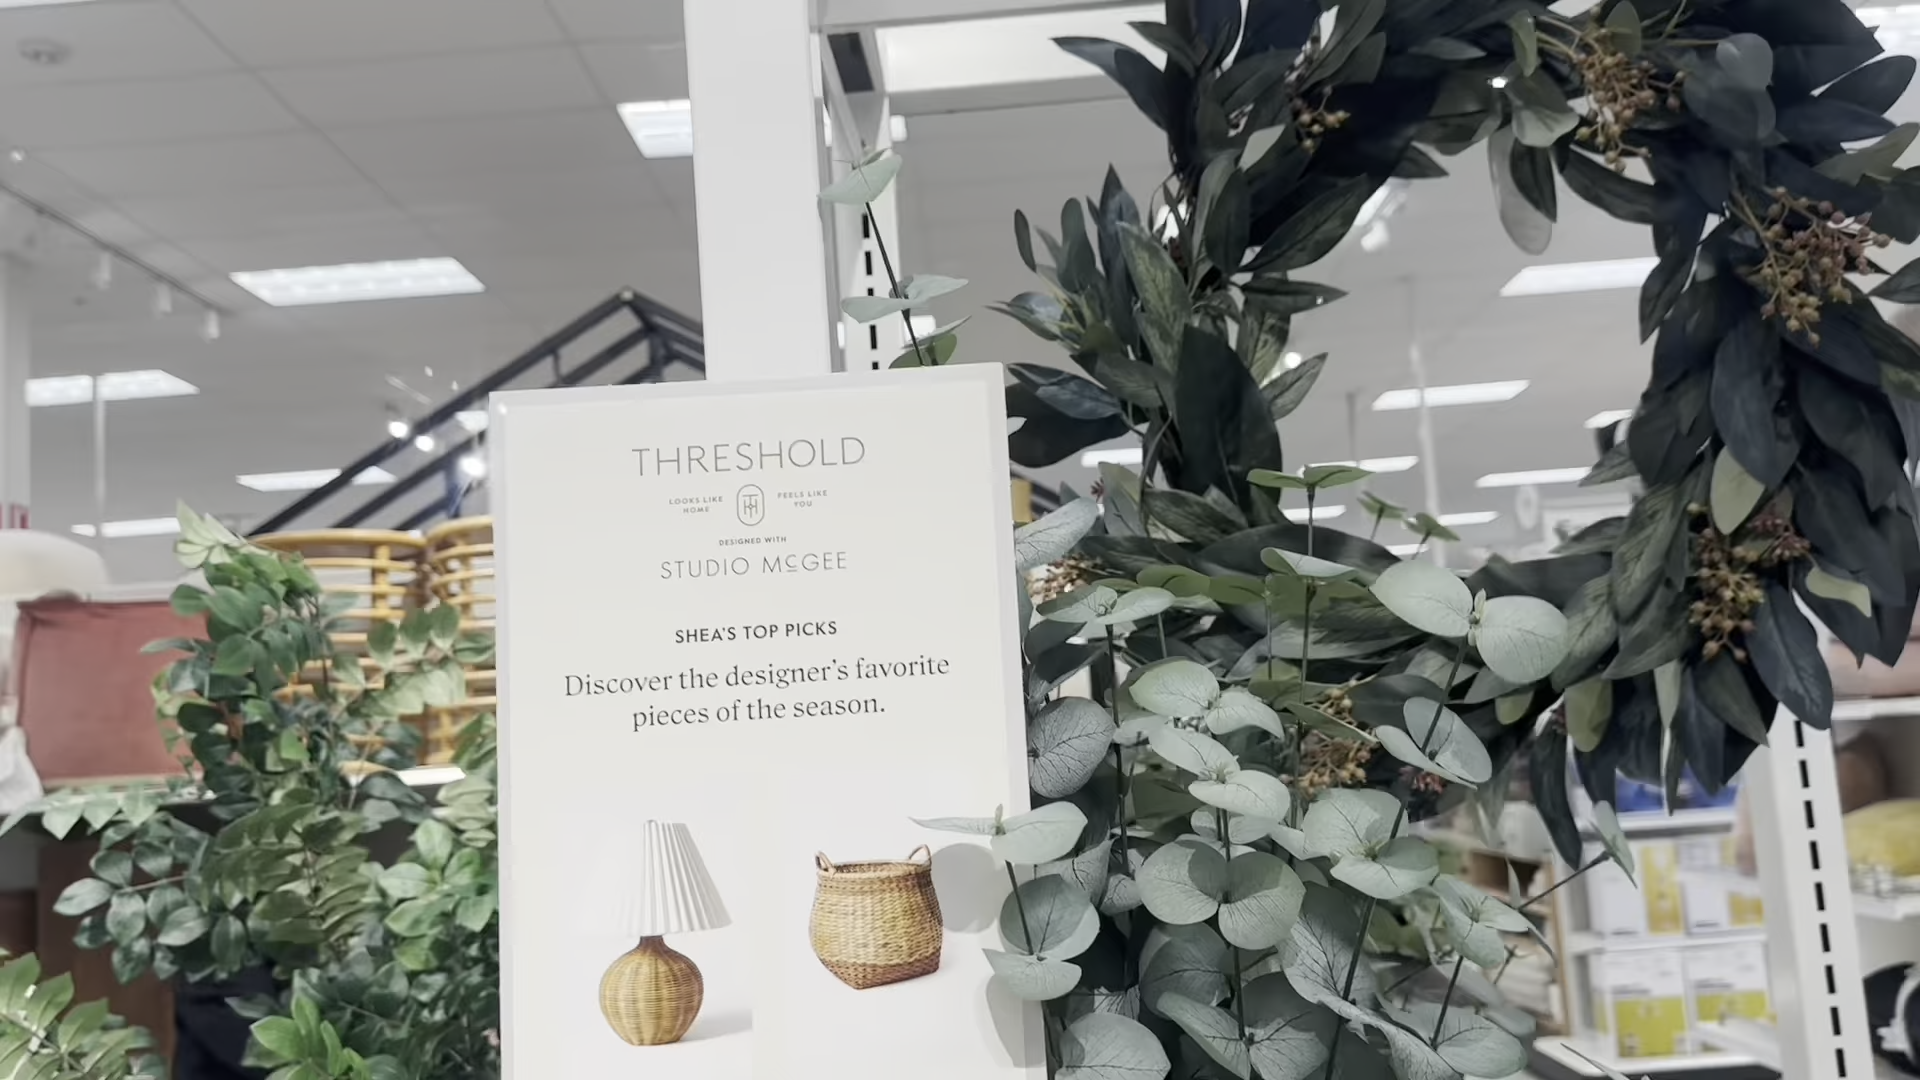 THRESHOLD
LOOKS LIKE HOME
FEELS LIKE YOU
DESIGNED WITH
STUDIO McGEE
SHEA'S TOP PICKS
Discover the designer's favorite
pieces of the season.